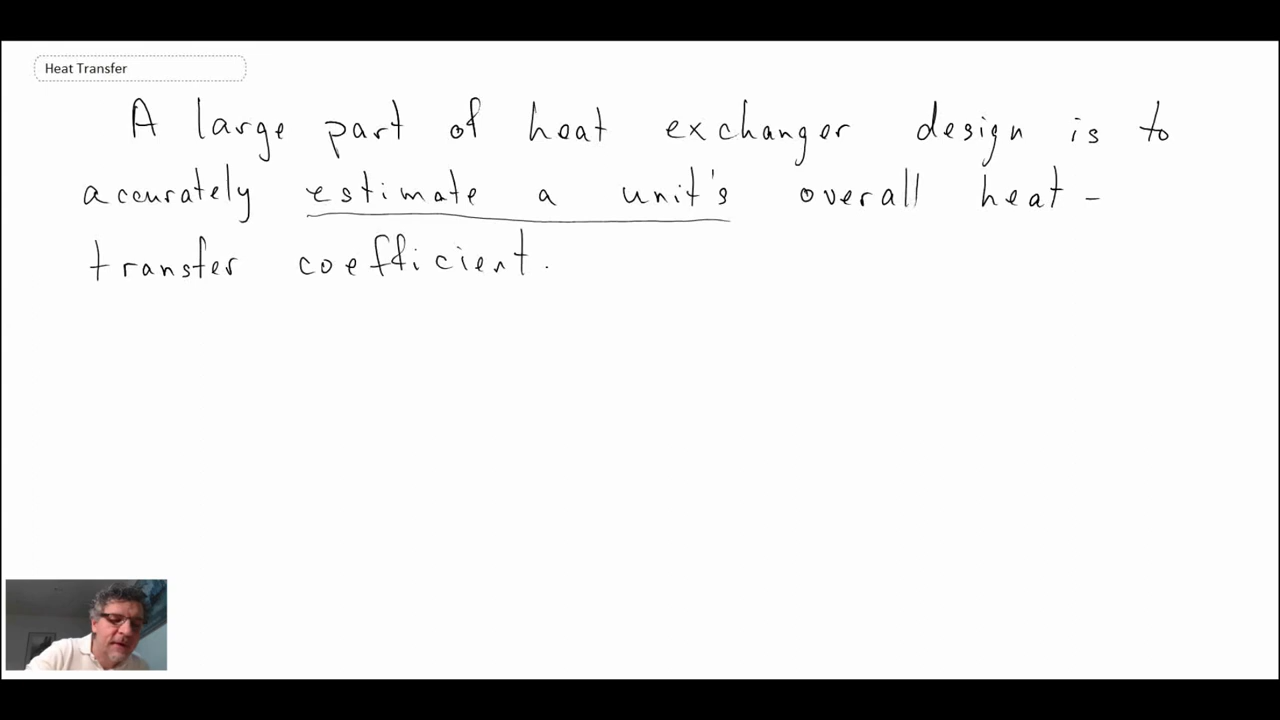 Heat Transfer
A large part of heat exchanger design is to
accurately estimate a unit's overall heat-
transfer coefficient.